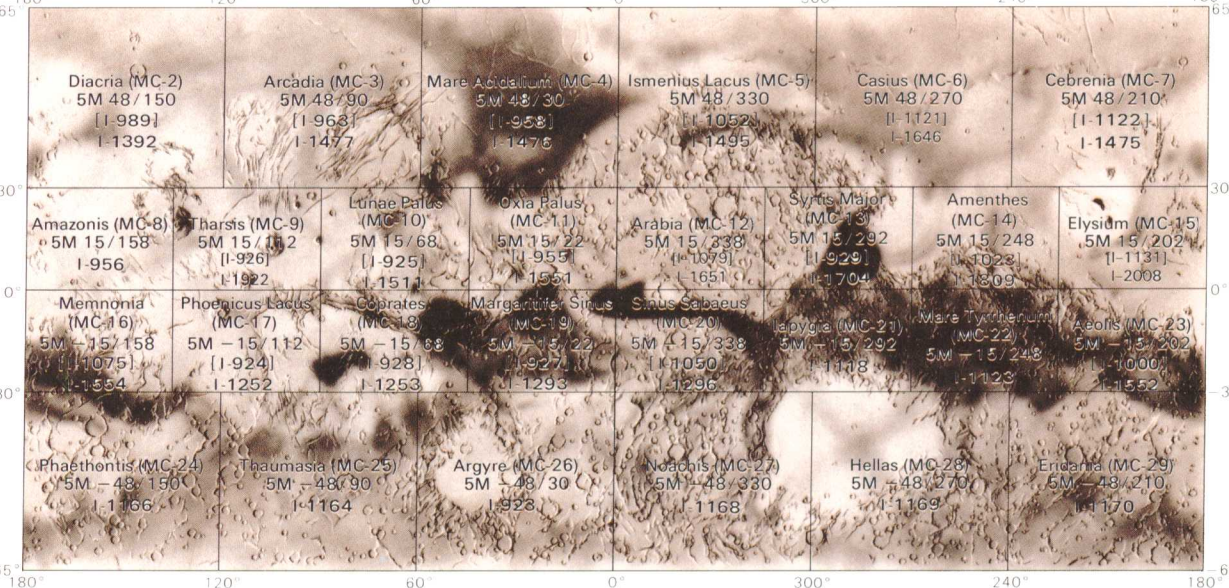 180° 120° 60° 0° 300° 240° 180°
65° 65°
Diacria (MC-2)
5M 48/150
[I-989]
I-1392
Arcadia (MC-3)
5M 48/90
[I-963]
I-1477
Mare Acidalium (MC-4)
5M 48/30
[I-958]
I-1476
Ismenius Lacus (MC-5)
5M 48/330
[I-1052]
I-1495
Casius (MC-6)
5M 48/270
[I-1121]
I-1646
Cebrenia (MC-7)
5M 48/210
[I-1122]
I-1475
30° 30
Amazonis (MC-8)
5M 15/158
I-956
Tharsis (MC-9)
5M 15/112
[I-926]
I-1922
Lunae Palus
(MC-10)
5M 15/68
[I-925]
I-1511
Oxia Palus
(MC-11)
5M 15/22
[I-955]
I-1551
Arabia (MC-12)
5M 15/338
[I-1079]
I-1651
Syrtis Major
(MC-13)
5M 15/292
[I-929]
I-1704
Amenthes
(MC-14)
5M 15/248
[I-1023]
I-1809
Elysium (MC-15)
5M 15/202
[I-1131]
I-2008
0° 0°
Memnonia
(MC-16)
5M −15/158
[I-1075]
I-1554
Phoenicus Lacus
(MC-17)
5M −15/112
[I-924]
I-1252
Coprates
(MC-18)
5M −15/68
[I-928]
I-1253
Margaritifer Sinus
(MC-19)
5M −15/22
[I-927]
I-1293
Sinus Sabaeus
(MC-20)
5M −15/338
[I-1050]
I-1296
Iapygia (MC-21)
5M −15/292
I-1118
Mare Tyrrhenum
(MC-22)
5M −15/248
I-1123
Aeolis (MC-23)
5M −15/202
[I-1000]
I-1552
30° −3
Phaethontis (MC-24)
5M −48/150
I-1166
Thaumasia (MC-25)
5M −48/90
I-1164
Argyre (MC-26)
5M −48/30
I-923
Noachis (MC-27)
5M −48/330
I-1168
Hellas (MC-28)
5M −48/270
I-1169
Eridania (MC-29)
5M −48/210
I-1170
65° −6
180° 120° 60° 0° 300° 240° 180